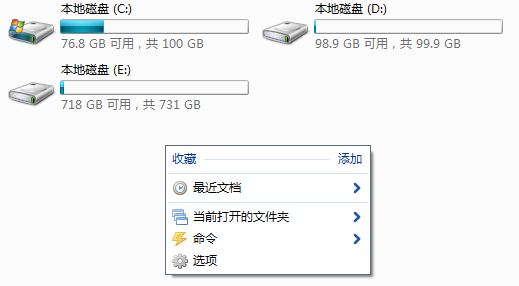 本地磁盘 (C:)
76.8 GB 可用，共 100 GB
本地磁盘 (D:)
98.9 GB 可用，共 99.9 GB
本地磁盘 (E:)
718 GB 可用，共 731 GB
收藏 添加
最近文档
当前打开的文件夹
命令
选项